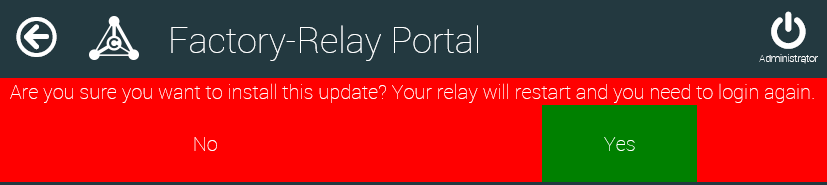 Factory-Relay Portal
Administrator
Are you sure you want to install this update? Your relay will restart and you need to login again.
No
Yes